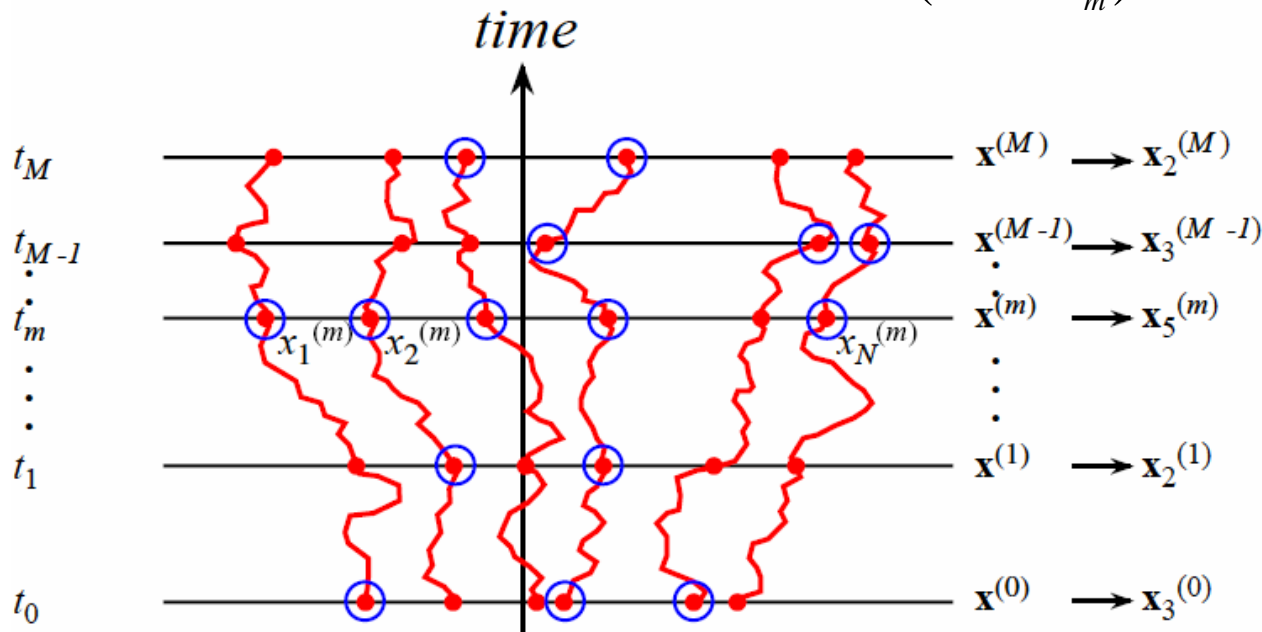 ( m )
time
t_M x^(M) → x_2^(M)
t_{M-1} x^(M-1) → x_3^(M-1)
t_m x^(m) → x_5^(m)
x_1^(m) x_2^(m) x_N^(m)
t_1 x^(1) → x_2^(1)
t_0 x^(0) → x_3^(0)